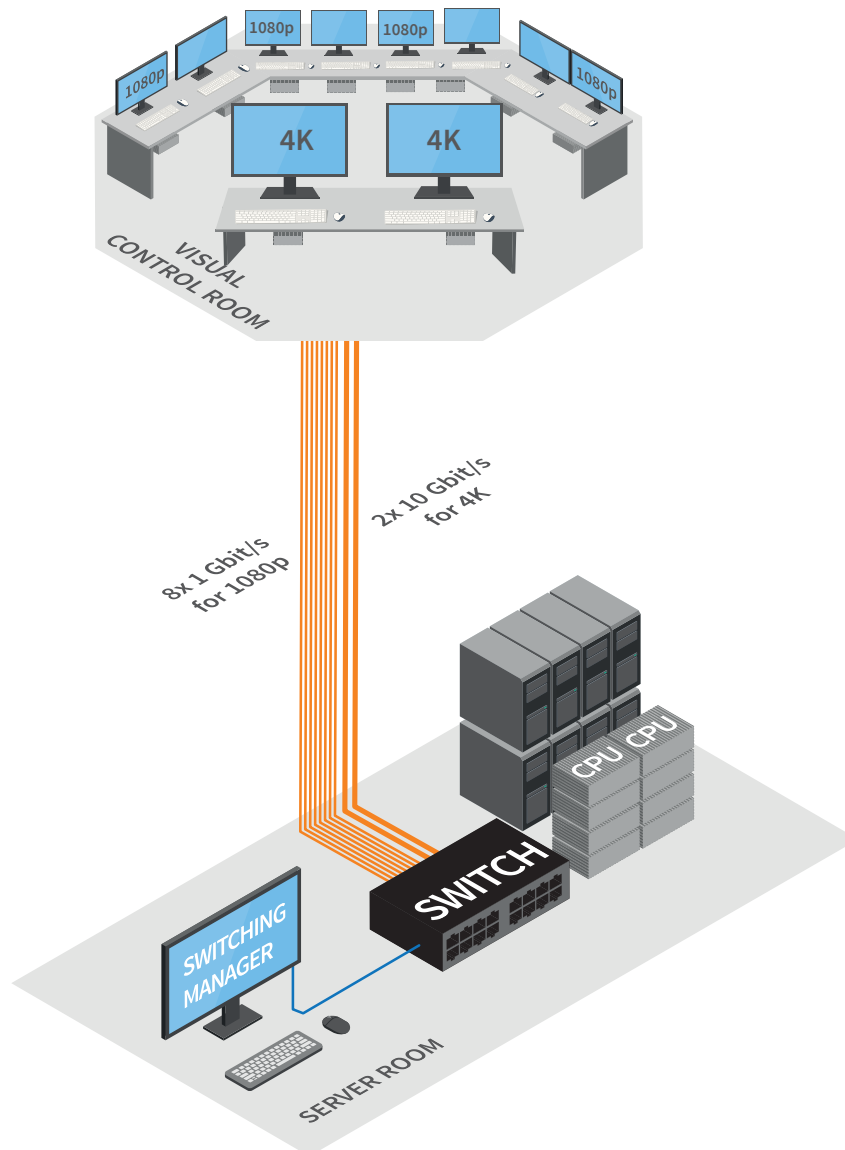 1080p
1080p
1080p
1080p
4K
4K
VISUAL
CONTROL ROOM
2x 10 Gbit/s
for 4K
8x 1 Gbit/s
for 1080p
CPU
CPU
SWITCH
SWITCHING
MANAGER
SERVER ROOM